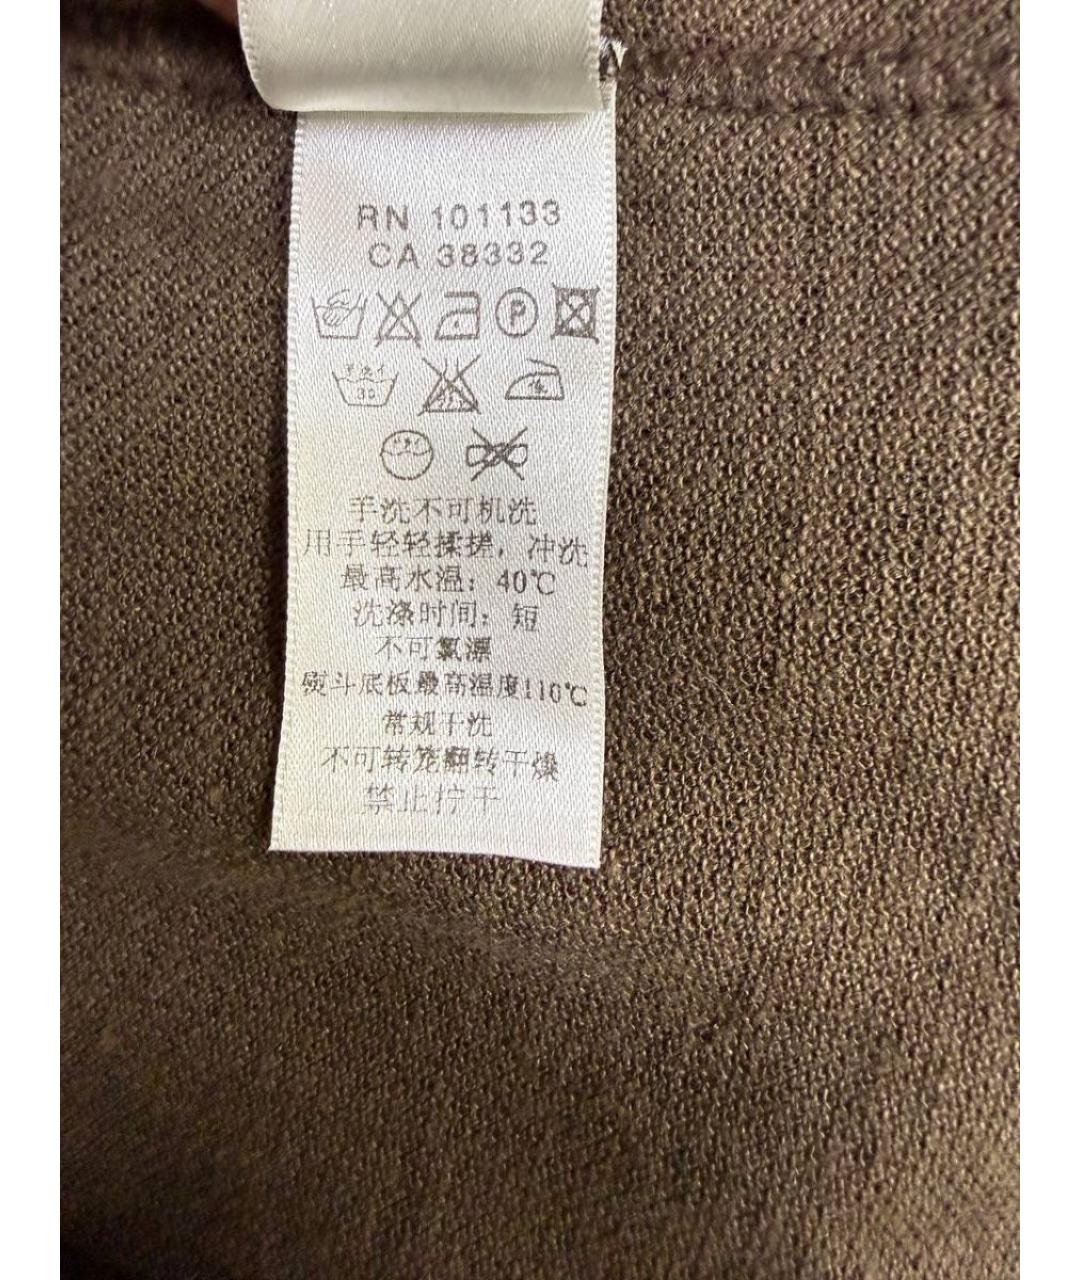 RN 101133
CA 38332
P
30
手洗不可机洗
用手轻轻揉搓，冲洗
最高水温：40℃
洗涤时间：短
不可氯漂
熨斗底板最高温度110℃
常规干洗
不可转笼翻转干燥
禁止拧干